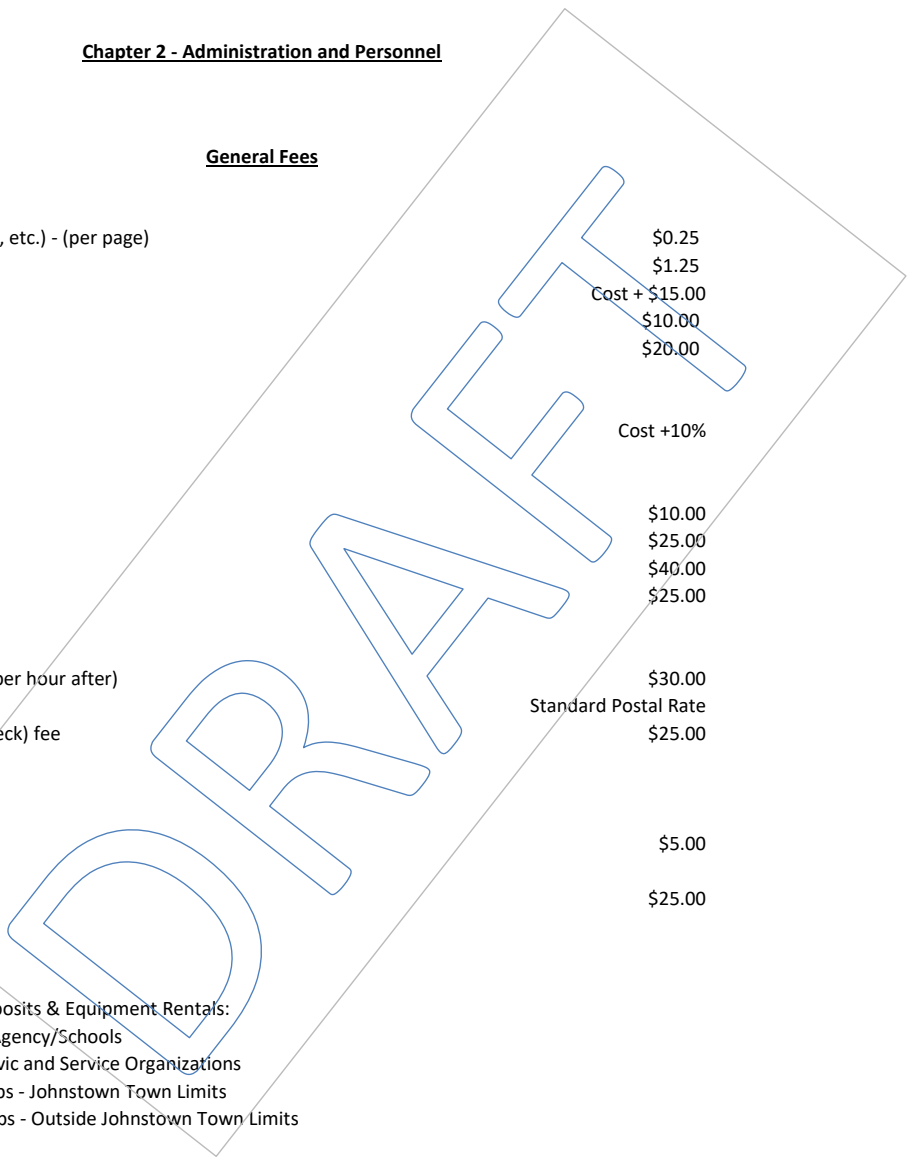 Chapter 2 - Administration and Personnel
General Fees
, etc.) - (per page) $0.25
$1.25
Cost + $15.00
$10.00
$20.00
Cost +10%
$10.00
$25.00
$40.00
$25.00
per hour after) $30.00
Standard Postal Rate
eck) fee $25.00
$5.00
$25.00
posits & Equipment Rentals:
Agency/Schools
vic and Service Organizations
ps - Johnstown Town Limits
ps - Outside Johnstown Town Limits
DRAFT